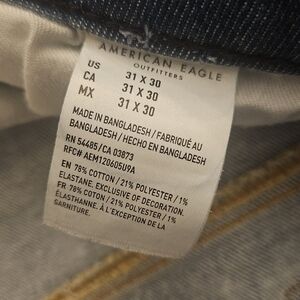 AMERICAN EAGLE
OUTFITTERS
US 31 X 30
CA 31 X 30
MX 31 X 30
MADE IN BANGLADESH / FABRIQUÉ AU
BANGLADESH / HECHO EN BANGLADESH
RN 54485 / CA 03873
RFC# AEM120605U9A
EN 78% COTTON / 21% POLYESTER / 1%
ELASTANE. EXCLUSIVE OF DECORATION.
FR 78% COTON / 21% POLYESTER / 1%
ÉLASTHANNE. À L'EXCEPTION DE LA
GARNITURE.